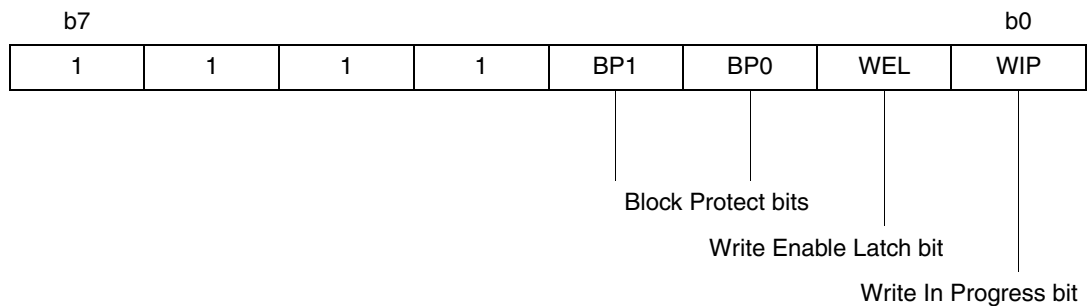 b7 b0
1 1 1 1 BP1 BP0 WEL WIP
Block Protect bits
Write Enable Latch bit
Write In Progress bit